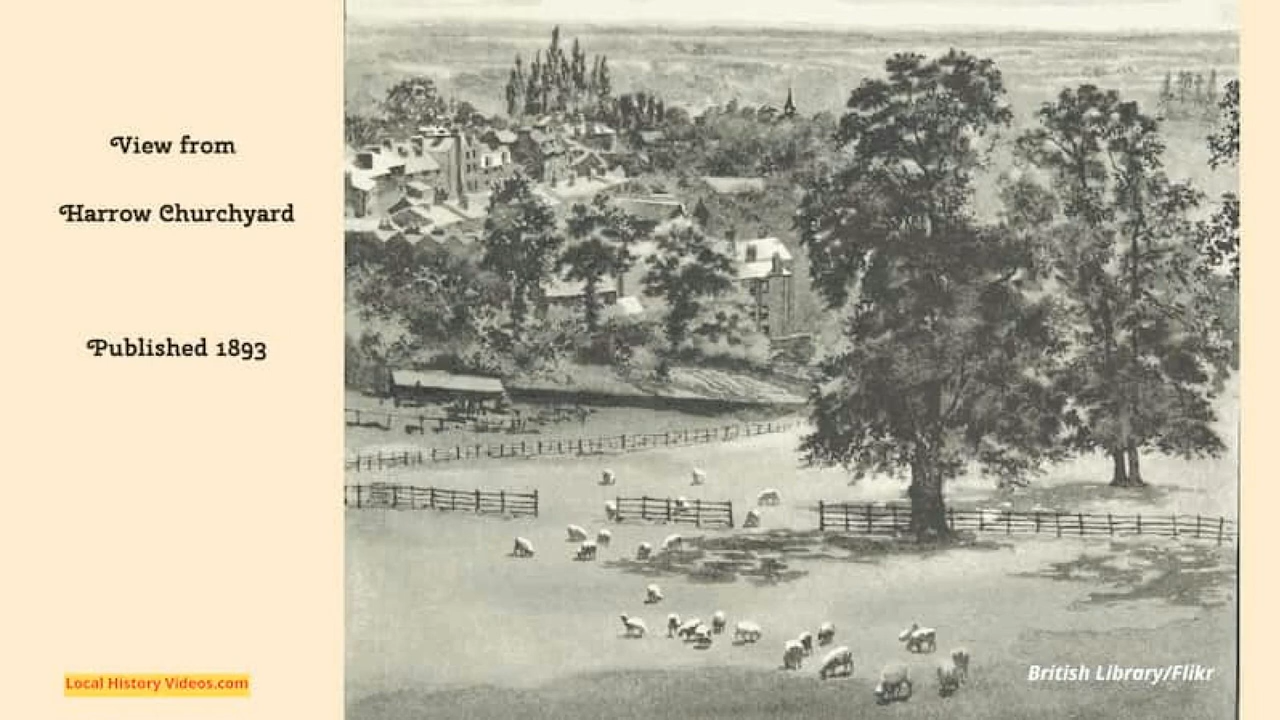 View from
Harrow Churchyard
Published 1893
Local History Videos.com
British Library/Flikr